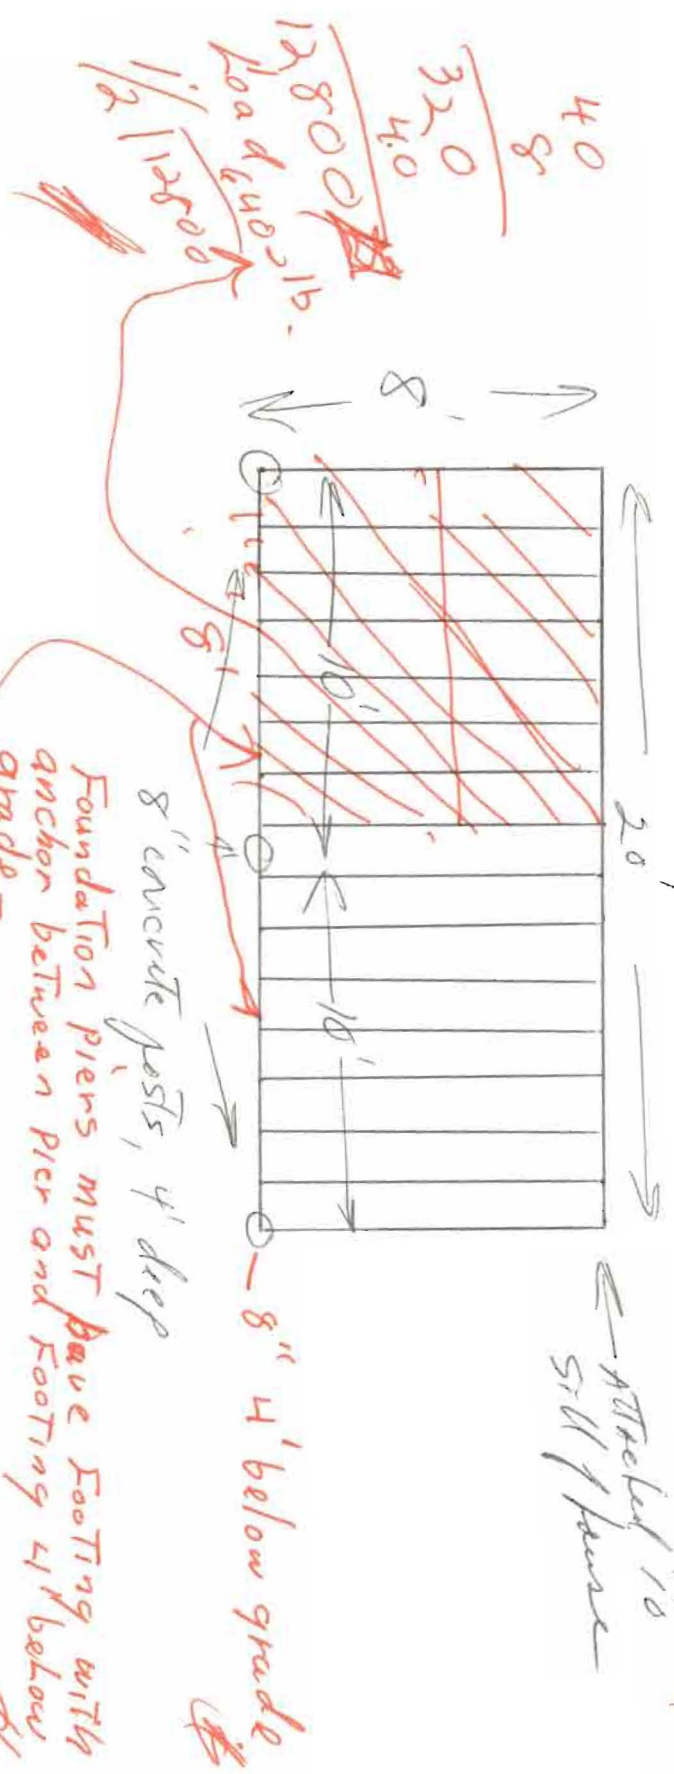 40
8
320
40
12800
Load 6400 lb.
1/2 / 12800
8'
20'
← Attached to
sill of house
10'
10'
8'
8" concrete posts, 4' deep
8" 4' below grade
Foundation piers must have footing with
anchor between pier and footing 4' below
grade